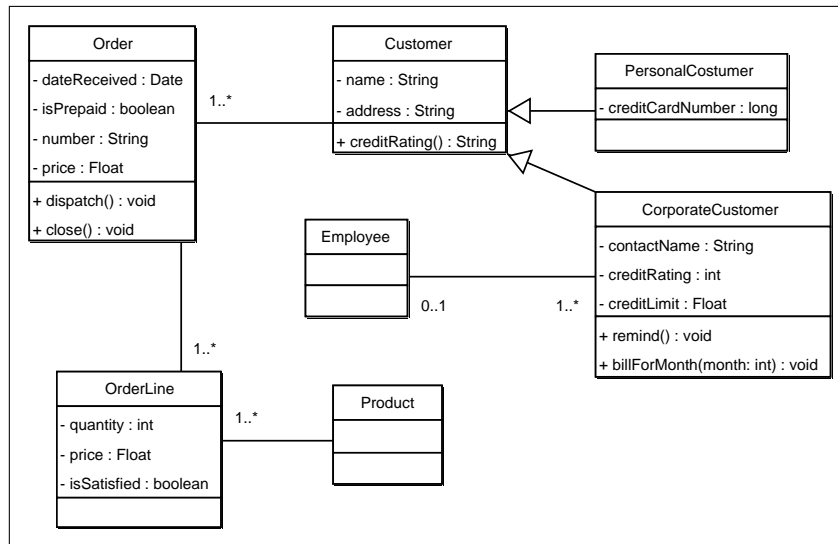 Order
- dateReceived : Date
- isPrepaid : boolean
- number : String
- price : Float
+ dispatch() : void
+ close() : void
1..*
Customer
- name : String
- address : String
+ creditRating() : String
PersonalCostumer
- creditCardNumber : long
CorporateCustomer
- contactName : String
- creditRating : int
- creditLimit : Float
+ remind() : void
+ billForMonth(month: int) : void
Employee
0..1
1..*
1..*
OrderLine
- quantity : int
- price : Float
- isSatisfied : boolean
1..*
Product